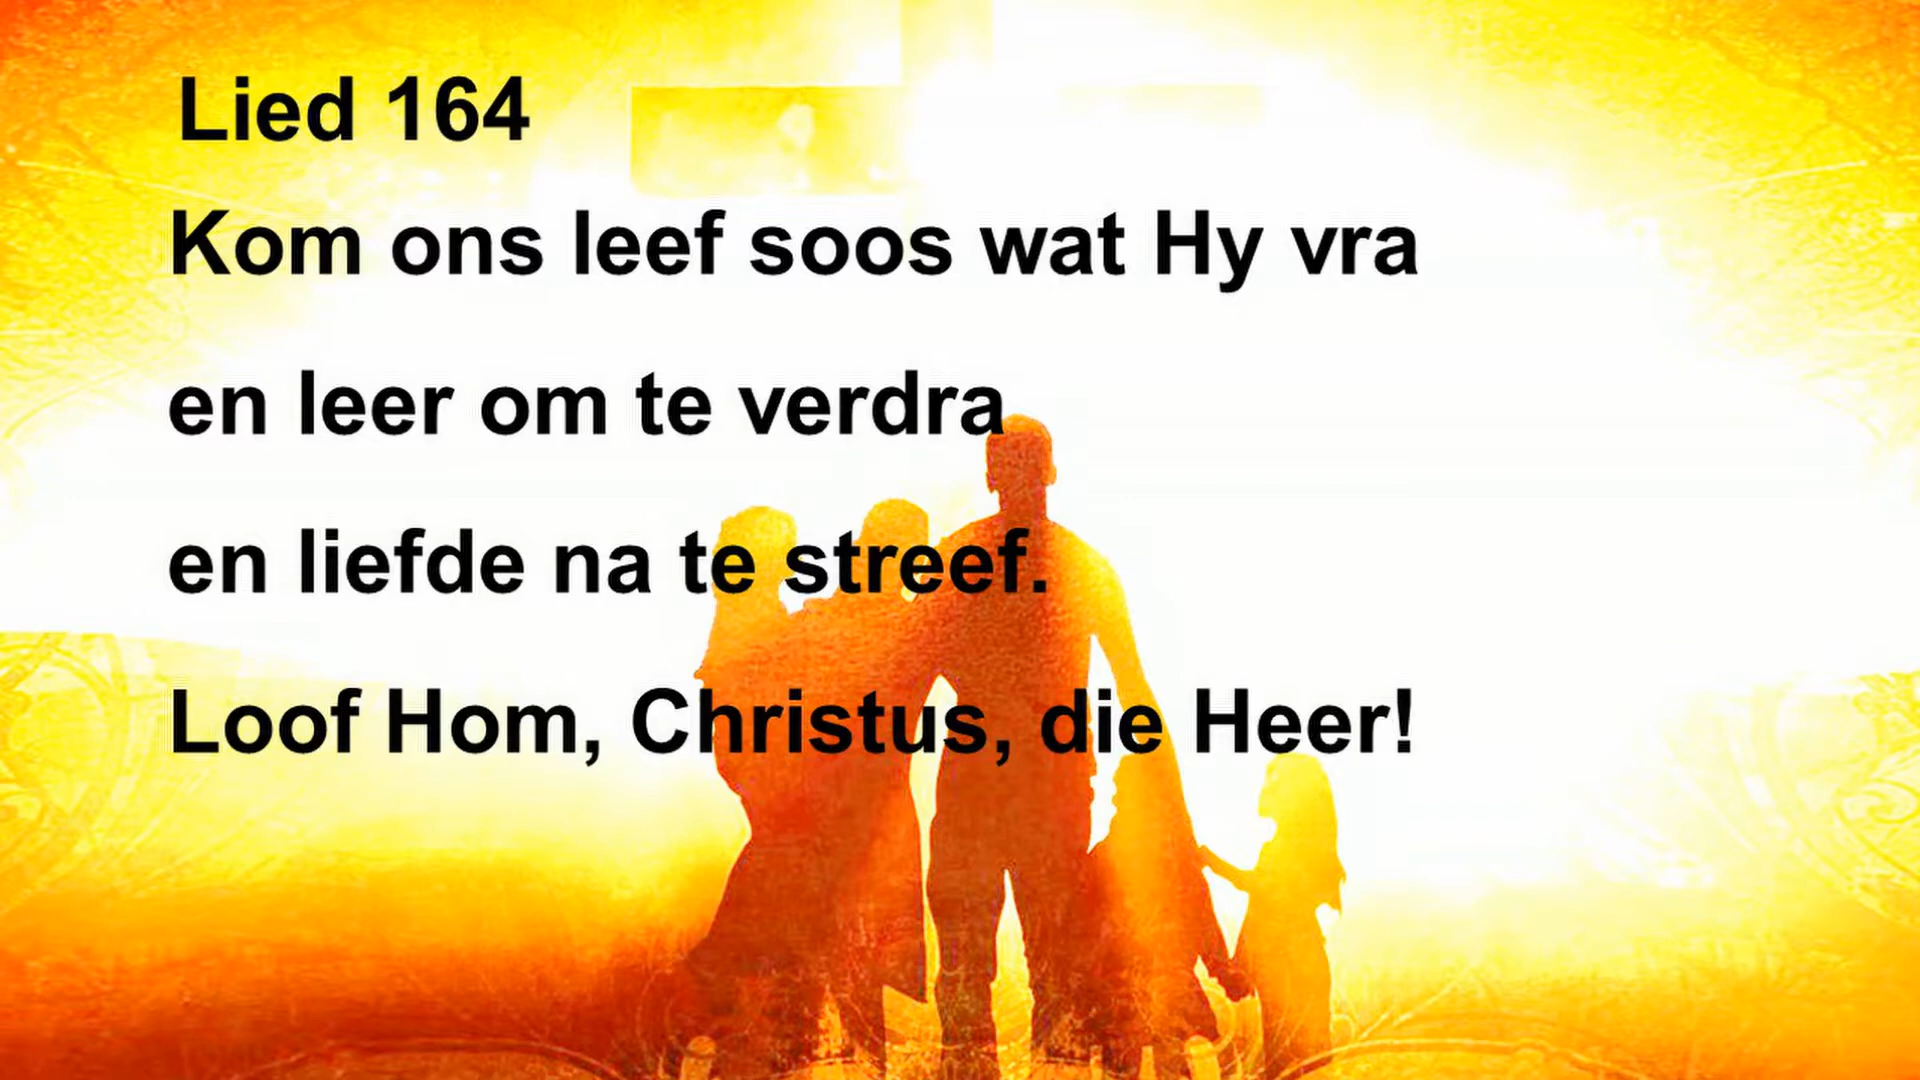 Lied 164
Kom ons leef soos wat Hy vra
en leer om te verdra
en liefde na te streef.
Loof Hom, Christus, die Heer!